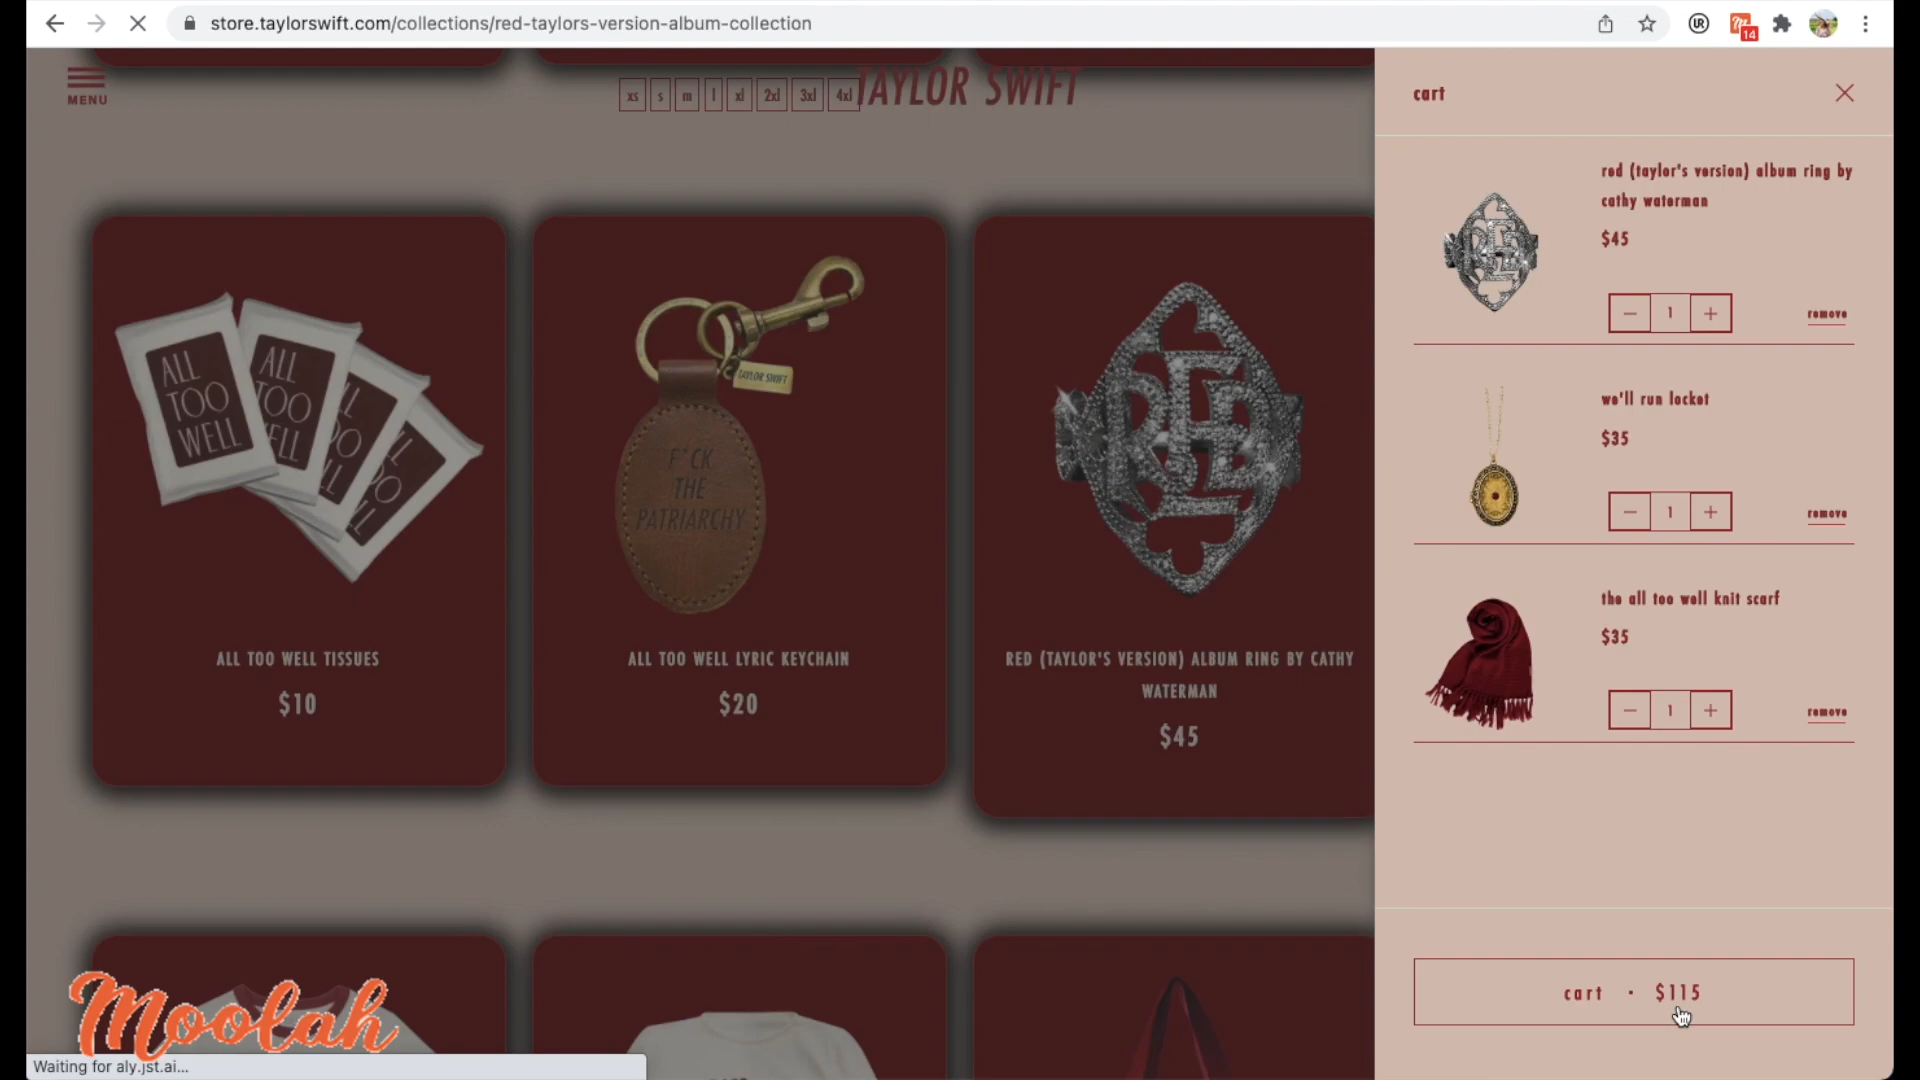 store.taylorswift.com/collections/red-taylors-version-album-collection
UR
14
MENU
xs s m l xl 2xl 3xl 4xl
TAYLOR SWIFT
cart
red (taylor's version) album ring by
cathy waterman
$45
1
remove
we'll run locket
$35
1
remove
the all too well knit scarf
$35
1
remove
cart · $115
ALL
TOO
WELL
ALL
TOO
TAYLOR SWIFT
F*CK
THE
PATRIARCHY
RED
RED
ALL TOO WELL TISSUES
$10
ALL TOO WELL LYRIC KEYCHAIN
$20
RED (TAYLOR'S VERSION) ALBUM RING BY CATHY
WATERMAN
$45
Moolah
Waiting for aly.jst.ai...